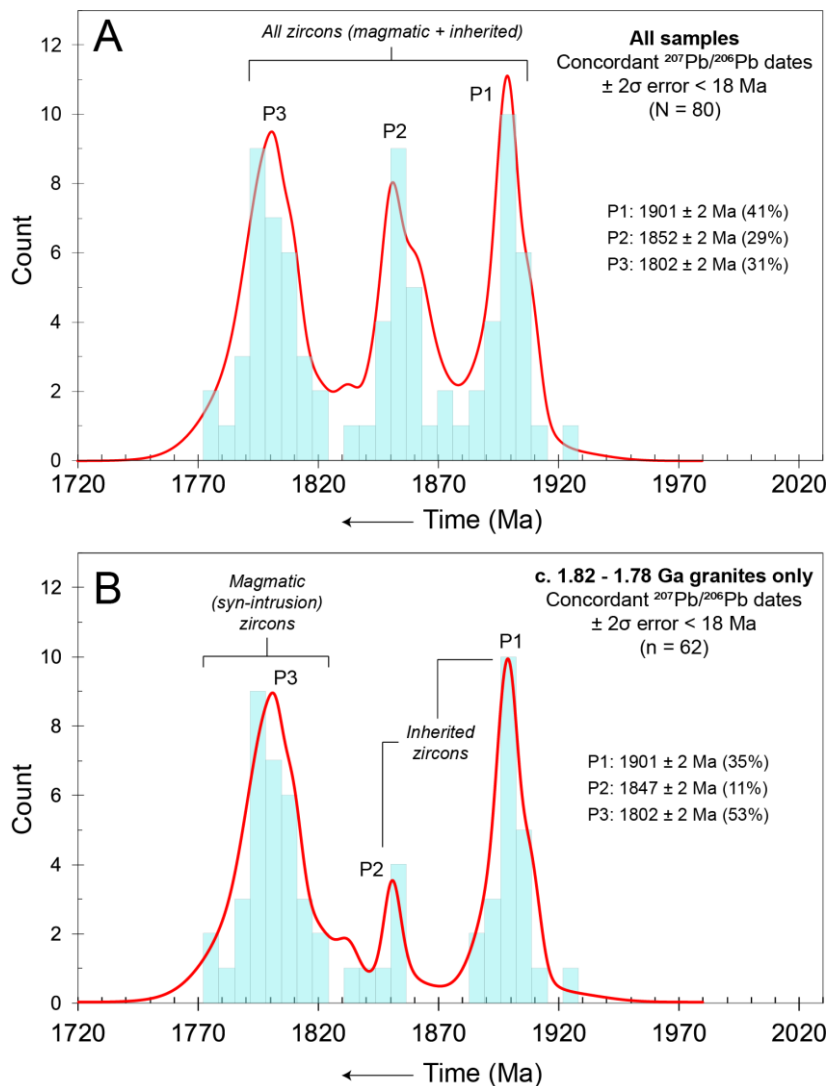 A
All zircons (magmatic + inherited)
All samples
Concordant ²⁰⁷Pb/²⁰⁶Pb dates
± 2σ error < 18 Ma
(N = 80)
P3
P2
P1
P1: 1901 ± 2 Ma (41%)
P2: 1852 ± 2 Ma (29%)
P3: 1802 ± 2 Ma (31%)
Count
12
10
8
6
4
2
0
1720 1770 1820 1870 1920 1970 2020
Time (Ma)
B
Magmatic
(syn-intrusion)
zircons
c. 1.82 - 1.78 Ga granites only
Concordant ²⁰⁷Pb/²⁰⁶Pb dates
± 2σ error < 18 Ma
(n = 62)
P3
P2
P1
Inherited
zircons
P1: 1901 ± 2 Ma (35%)
P2: 1847 ± 2 Ma (11%)
P3: 1802 ± 2 Ma (53%)
Count
12
10
8
6
4
2
0
1720 1770 1820 1870 1920 1970 2020
Time (Ma)